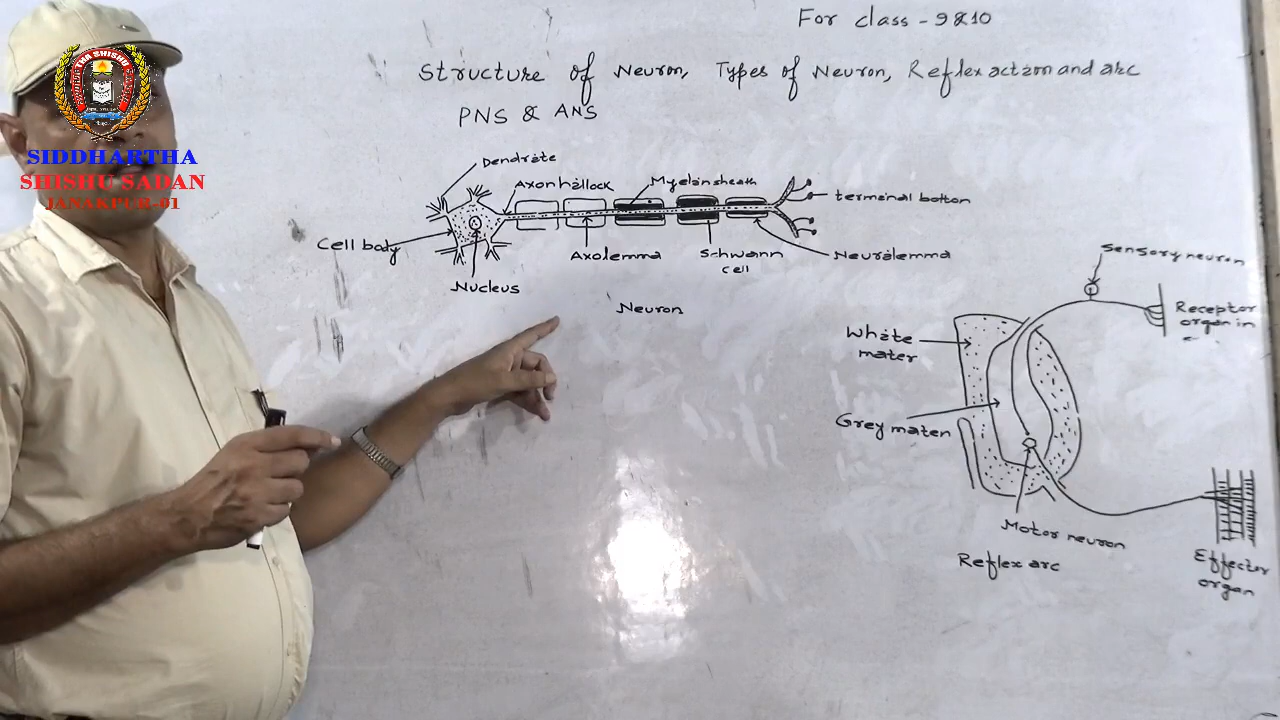 For class - 9 & 10
Structure of Neuron, Types of Neuron, Reflex action and arc
PNS & ANS
SIDDHARTHA
SHISHU SADAN
JANAKPUR-01
Dendrite
Axon hillock
Myelin sheath
terminal botton
Cell body
Axolemma
Schwann
cell
Neuralemma
Nucleus
Neuron
Sensory neuron
Receptor
organ in
White
mater
Grey mater
Motor neuron
Reflex arc
Effector
organ